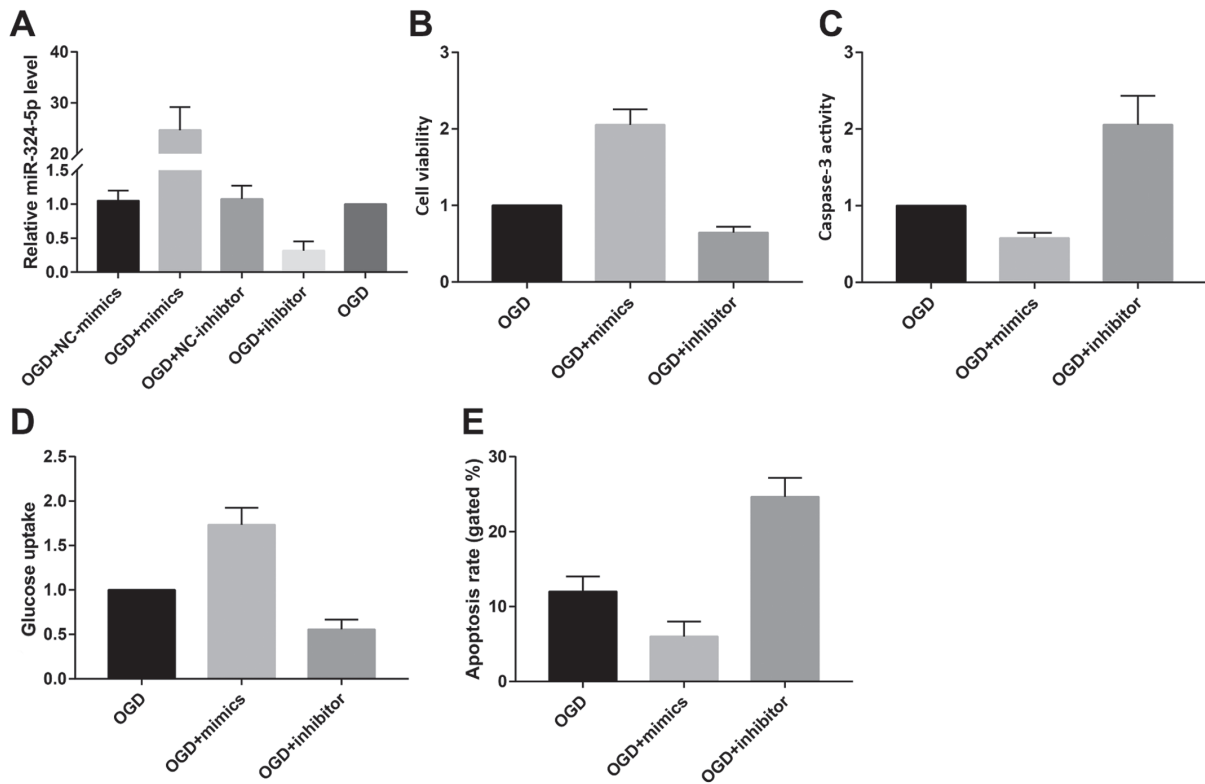 A
Relative miR-324-5p level
40
30
20
1.5
1.0
0.5
0.0
OGD+NC-mimics
OGD+mimics
OGD+NC-inhibtor
OGD+ihibitor
OGD
B
Cell viability
3
2
1
0
OGD
OGD+mimics
OGD+inhibitor
C
Caspase-3 activity
3
2
1
0
OGD
OGD+mimics
OGD+inhibitor
D
Glucose uptake
2.5
2.0
1.5
1.0
0.5
0.0
OGD
OGD+mimics
OGD+inhibitor
E
Apoptosis rate (gated %)
30
20
10
0
OGD
OGD+mimics
OGD+inhibitor